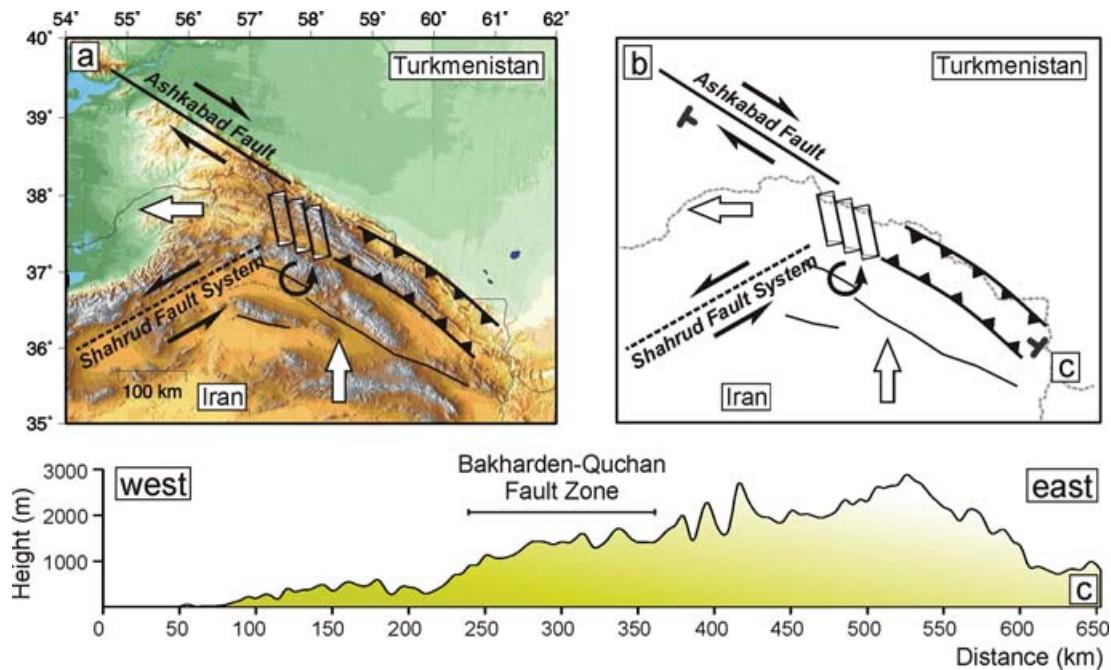 54° 55° 56° 57° 58° 59° 60° 61° 62°
40°
39°
38°
37°
36°
35°
a
Turkmenistan
Ashkabad Fault
Shahrud Fault System
100 km
Iran
b
Turkmenistan
Ashkabad Fault
Shahrud Fault System
Iran
c
Height (m)
3000
2000
1000
west
Bakharden-Quchan
Fault Zone
east
c
0 50 100 150 200 250 300 350 400 450 500 550 600 650
Distance (km)